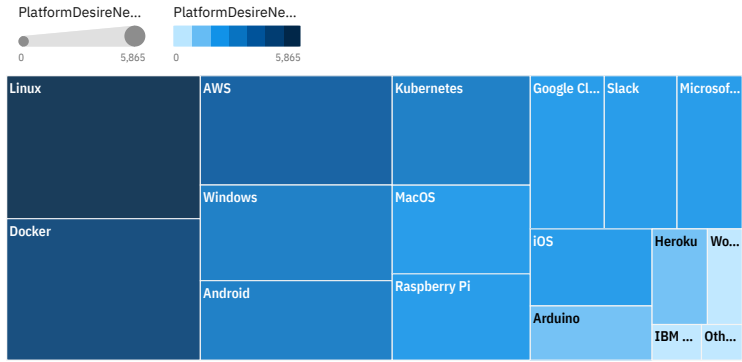 PlatformDesireNe... PlatformDesireNe...
0 5,865 0 5,865
Linux AWS Kubernetes Google Cl... Slack Microsof...
Windows MacOS
Docker iOS Heroku Wo...
Android Raspberry Pi
Arduino
IBM ... Oth...